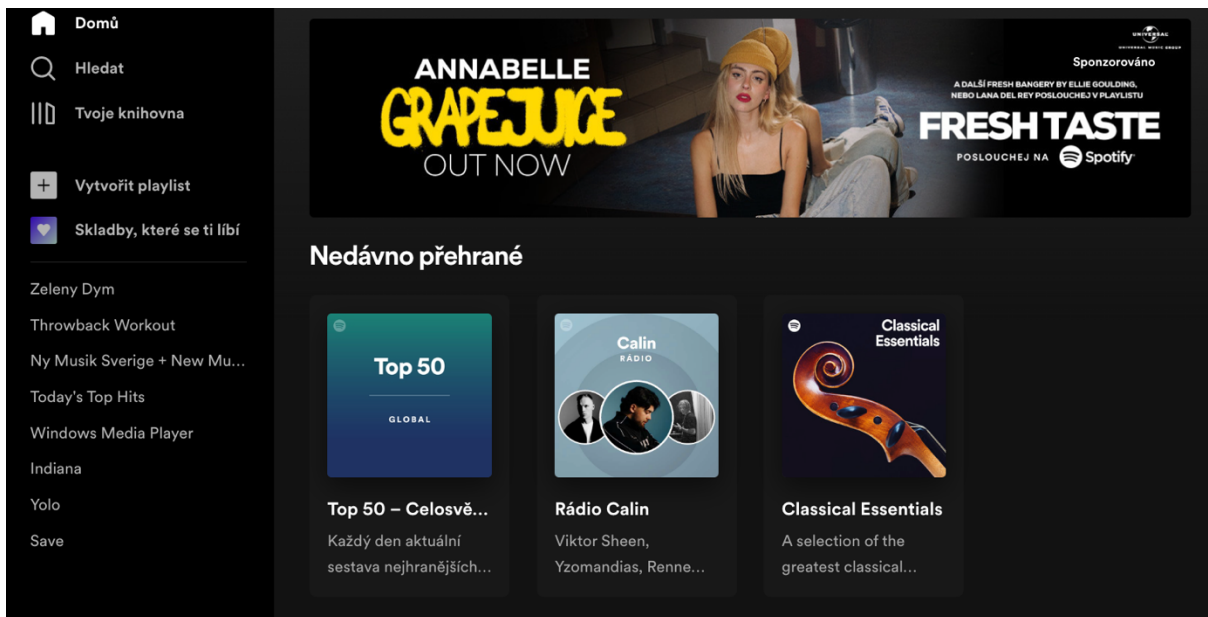 Domů
Hledat
Tvoje knihovna
Vytvořit playlist
Skladby, které se ti líbí
Zeleny Dym
Throwback Workout
Ny Musik Sverige + New Mu...
Today's Top Hits
Windows Media Player
Indiana
Yolo
Save
ANNABELLE
GRAPEJUICE
OUT NOW
UNIVERSAL
UNIVERSAL MUSIC GROUP
Sponzorováno
A DALŠÍ FRESH BANGERY BY ELLIE GOULDING,
NEBO LANA DEL REY POSLOUCHEJ V PLAYLISTU
FRESH TASTE
POSLOUCHEJ NA Spotify
Nedávno přehrané
Top 50
GLOBAL
Top 50 – Celosvě...
Každý den aktuální
sestava nejhranějších...
Calin
RÁDIO
Rádio Calin
Viktor Sheen,
Yzomandias, Renne...
Classical
Essentials
Classical Essentials
A selection of the
greatest classical...